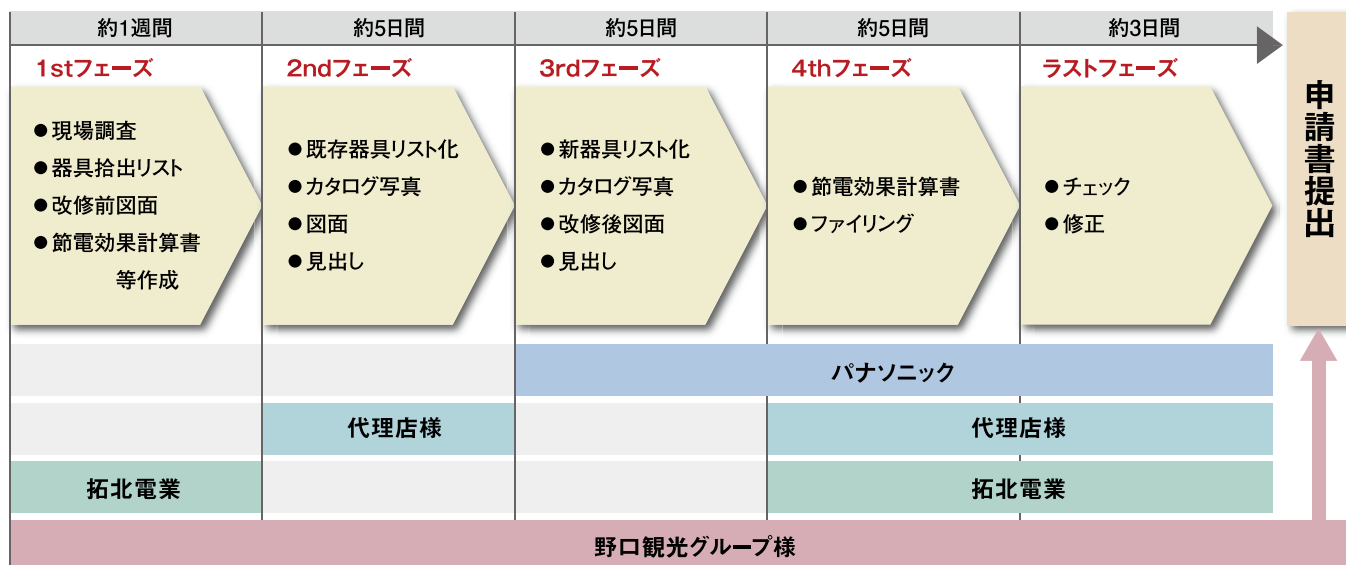 約1週間
約5日間
約5日間
約5日間
約3日間
1stフェーズ
2ndフェーズ
3rdフェーズ
4thフェーズ
ラストフェーズ
●現場調査
●器具拾出リスト
●改修前図面
●節電効果計算書
等作成
●既存器具リスト化
●カタログ写真
●図面
●見出し
●新器具リスト化
●カタログ写真
●改修後図面
●見出し
●節電効果計算書
●ファイリング
●チェック
●修正
申請書提出
パナソニック
代理店様
代理店様
拓北電業
拓北電業
野口観光グループ様